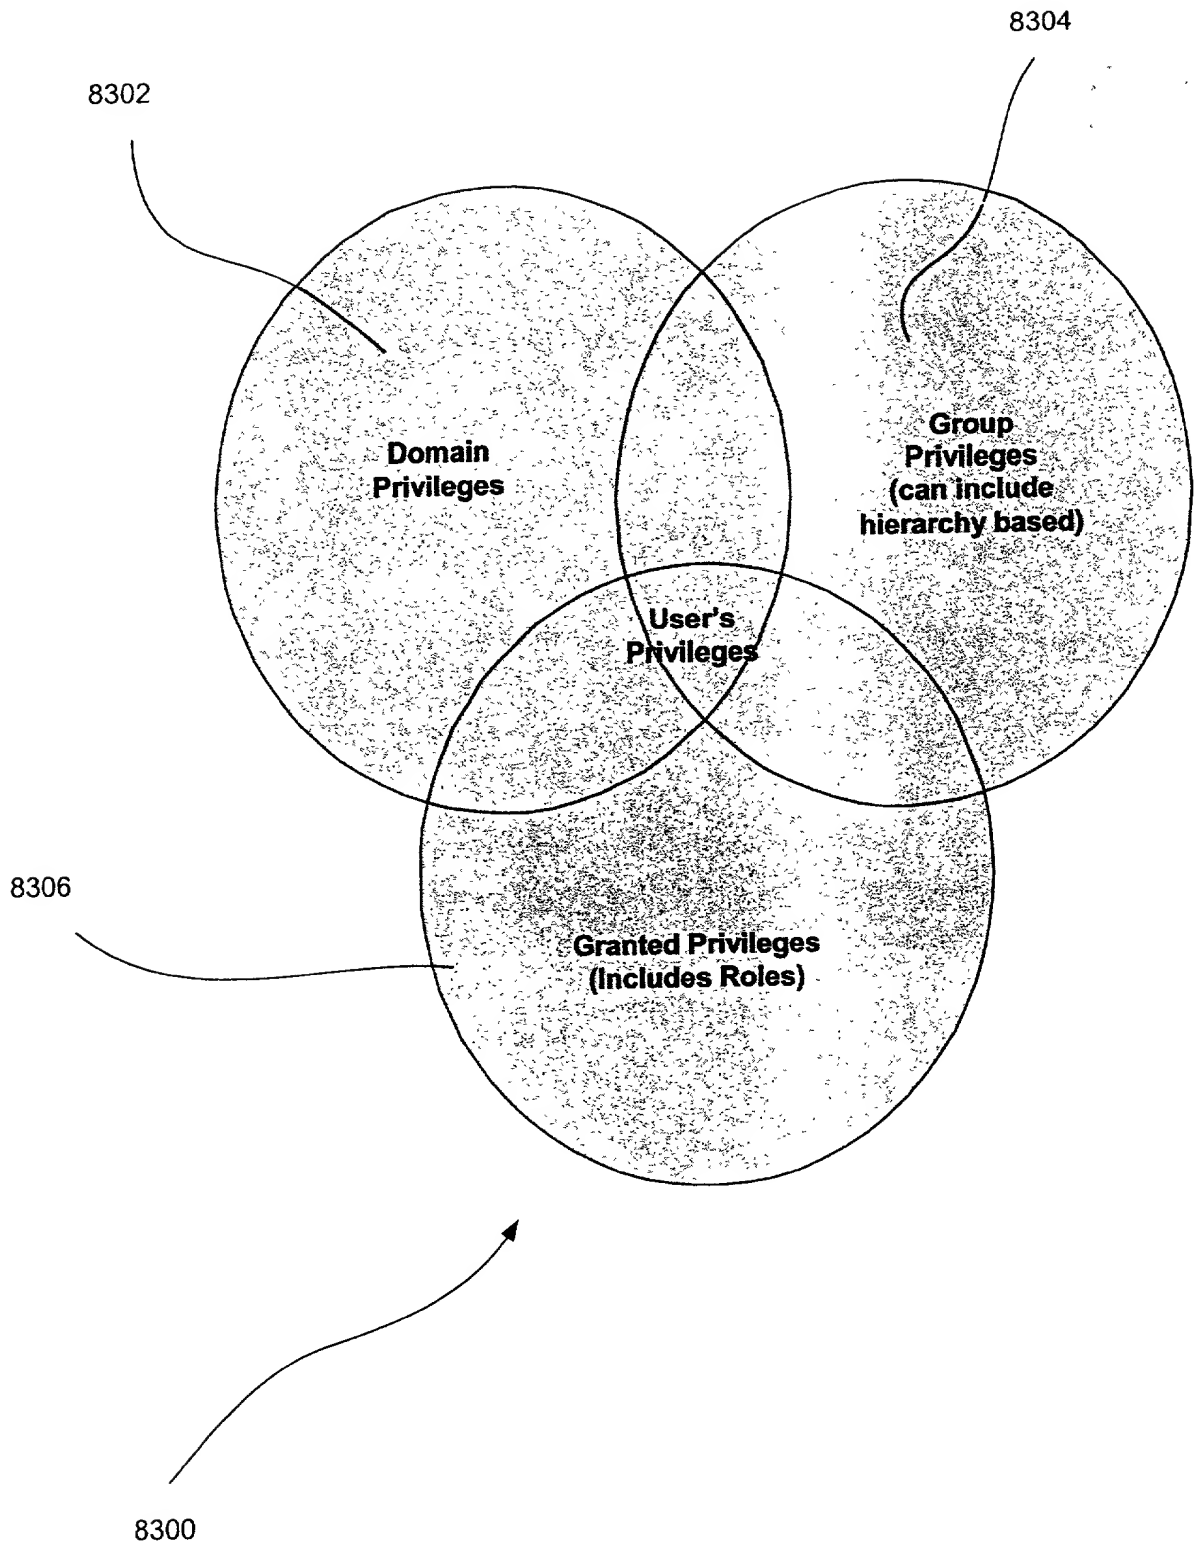 8304
8302
Group
Privileges
(can include
hierarchy based)
Domain
Privileges
User's
Privileges
8306
Granted Privileges
(Includes Roles)
8300